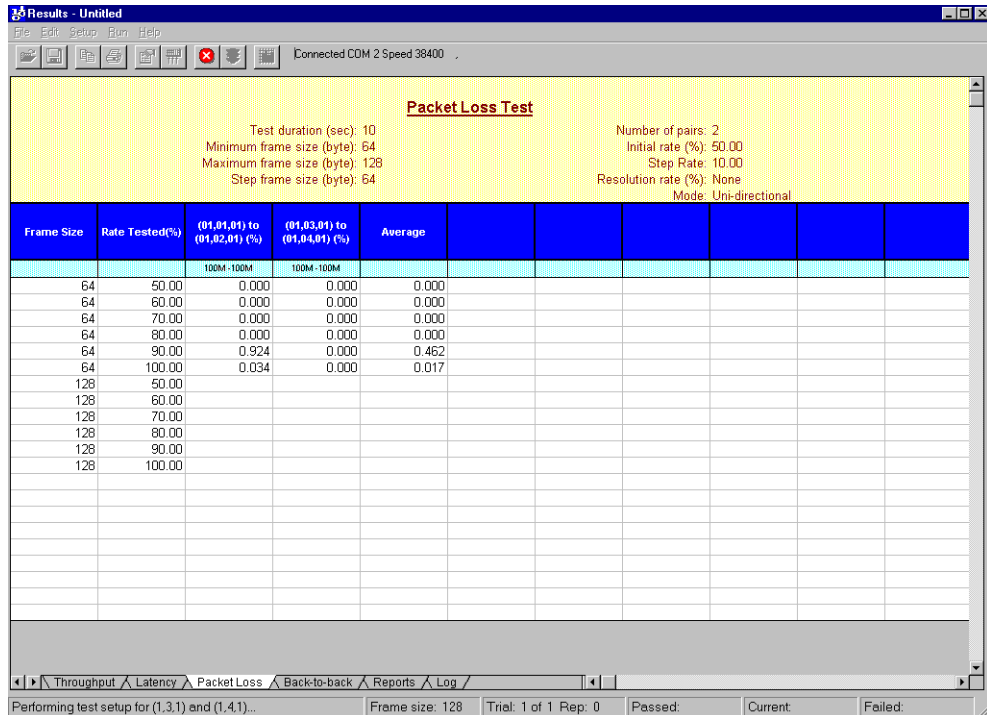 Results - Untitled
File Edit Setup Run Help
Connected COM 2 Speed 38400 ,
Packet Loss Test
Test duration (sec): 10 Number of pairs: 2
Minimum frame size (byte): 64 Initial rate (%): 50.00
Maximum frame size (byte): 128 Step Rate: 10.00
Step frame size (byte): 64 Resolution rate (%): None
Mode: Uni-directional
Frame Size Rate Tested(%) (01,01,01) to (01,02,01) (%) (01,03,01) to (01,04,01) (%) Average
100M -100M 100M -100M
64 50.00 0.000 0.000 0.000
64 60.00 0.000 0.000 0.000
64 70.00 0.000 0.000 0.000
64 80.00 0.000 0.000 0.000
64 90.00 0.924 0.000 0.462
64 100.00 0.034 0.000 0.017
128 50.00
128 60.00
128 70.00
128 80.00
128 90.00
128 100.00
Throughput Latency Packet Loss Back-to-back Reports Log
Performing test setup for (1,3,1) and (1,4,1)... Frame size: 128 Trial: 1 of 1 Rep: 0 Passed: Current: Failed: